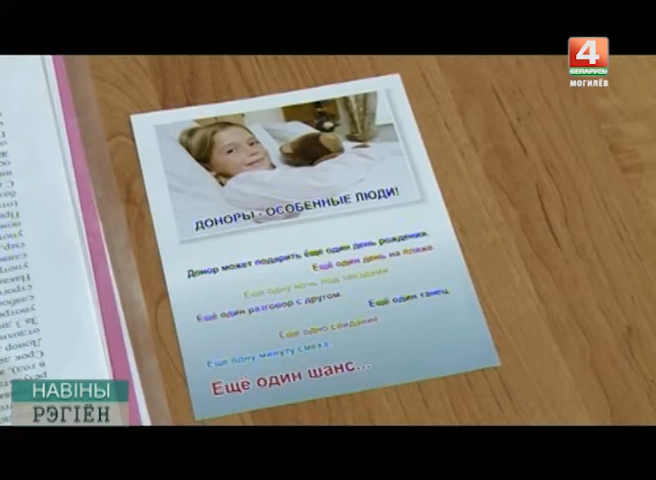 4
БЕЛАРУСЬ
МОГИЛЁВ
ДОНОРЫ - ОСОБЕННЫЕ ЛЮДИ!
Донор может подарить ёще один день рождения.
Ещё один день на пляже.
Ещё одну ночь под звездами.
Ещё один разговор с другом.
Ещё один танец.
Ещё одно свидание.
Еще одну минуту смеха.
Ещё один шанс...
НАВІНЫ
РЭГІЁН